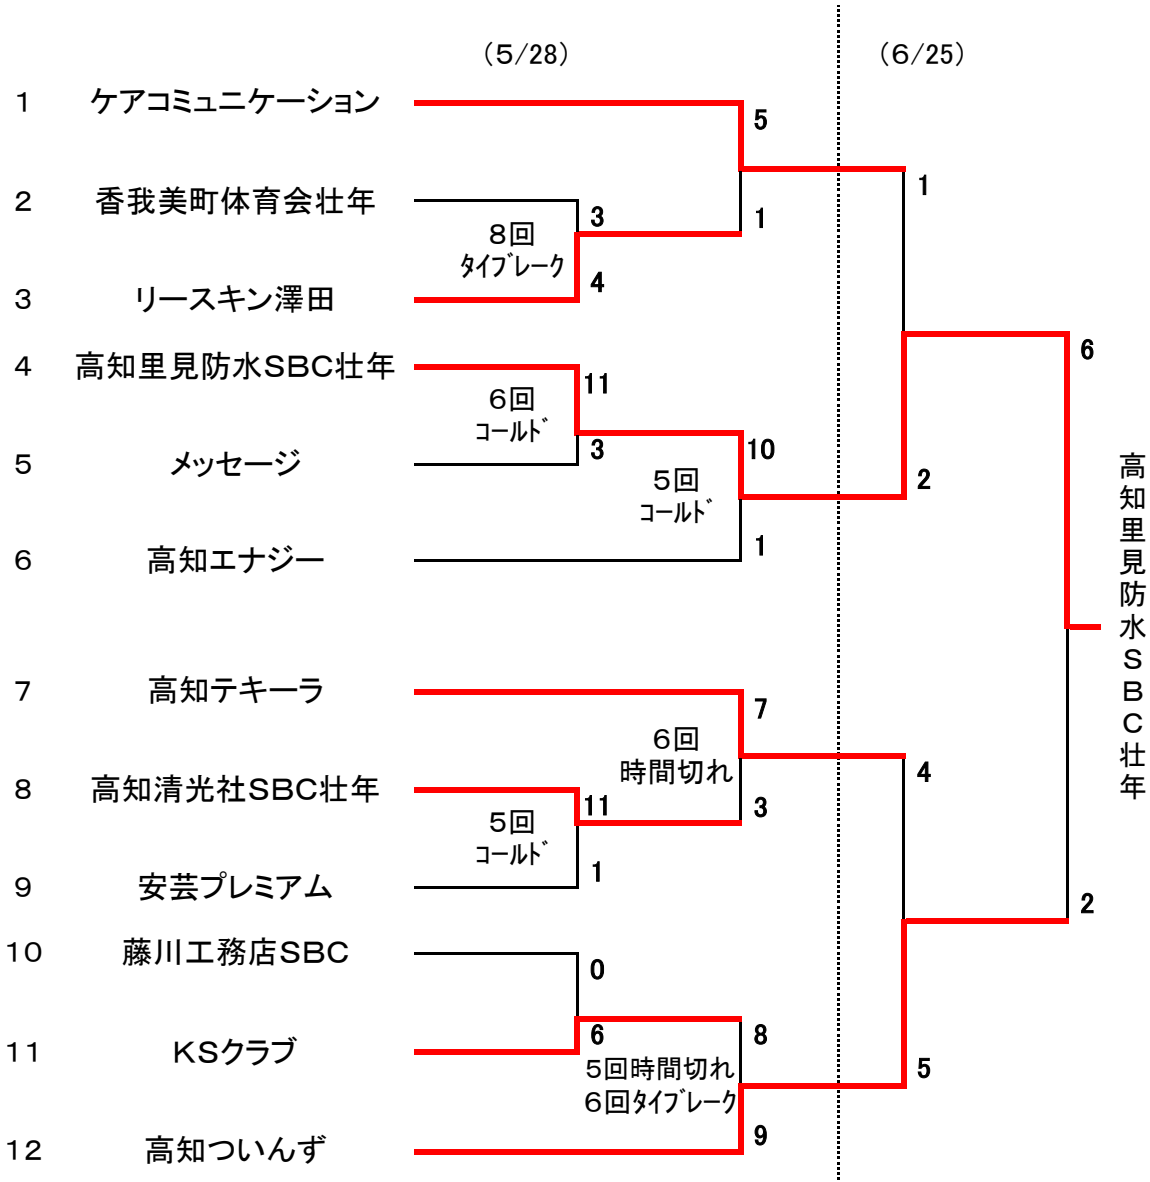 (5/28)
(6/25)
1 ケアコミュニケーション
5
1
2 香我美町体育会壮年
3
1
8回
ﾀｲﾌﾞﾚｰｸ
4
3 リースキン澤田
6
4 高知里見防水SBC壮年
11
6回
ｺｰﾙﾄﾞ
3
10
5 メッセージ
2
5回
ｺｰﾙﾄﾞ
1
6 高知エナジー
高知里見防水SBC壮年
7 高知テキーラ
7
6回
時間切れ
4
8 高知清光社SBC壮年
11
3
5回
ｺｰﾙﾄﾞ
1
9 安芸プレミアム
2
10 藤川工務店SBC
0
6
8
11 KSクラブ
5回時間切れ
6回ﾀｲﾌﾞﾚｰｸ
5
9
12 高知ついんず